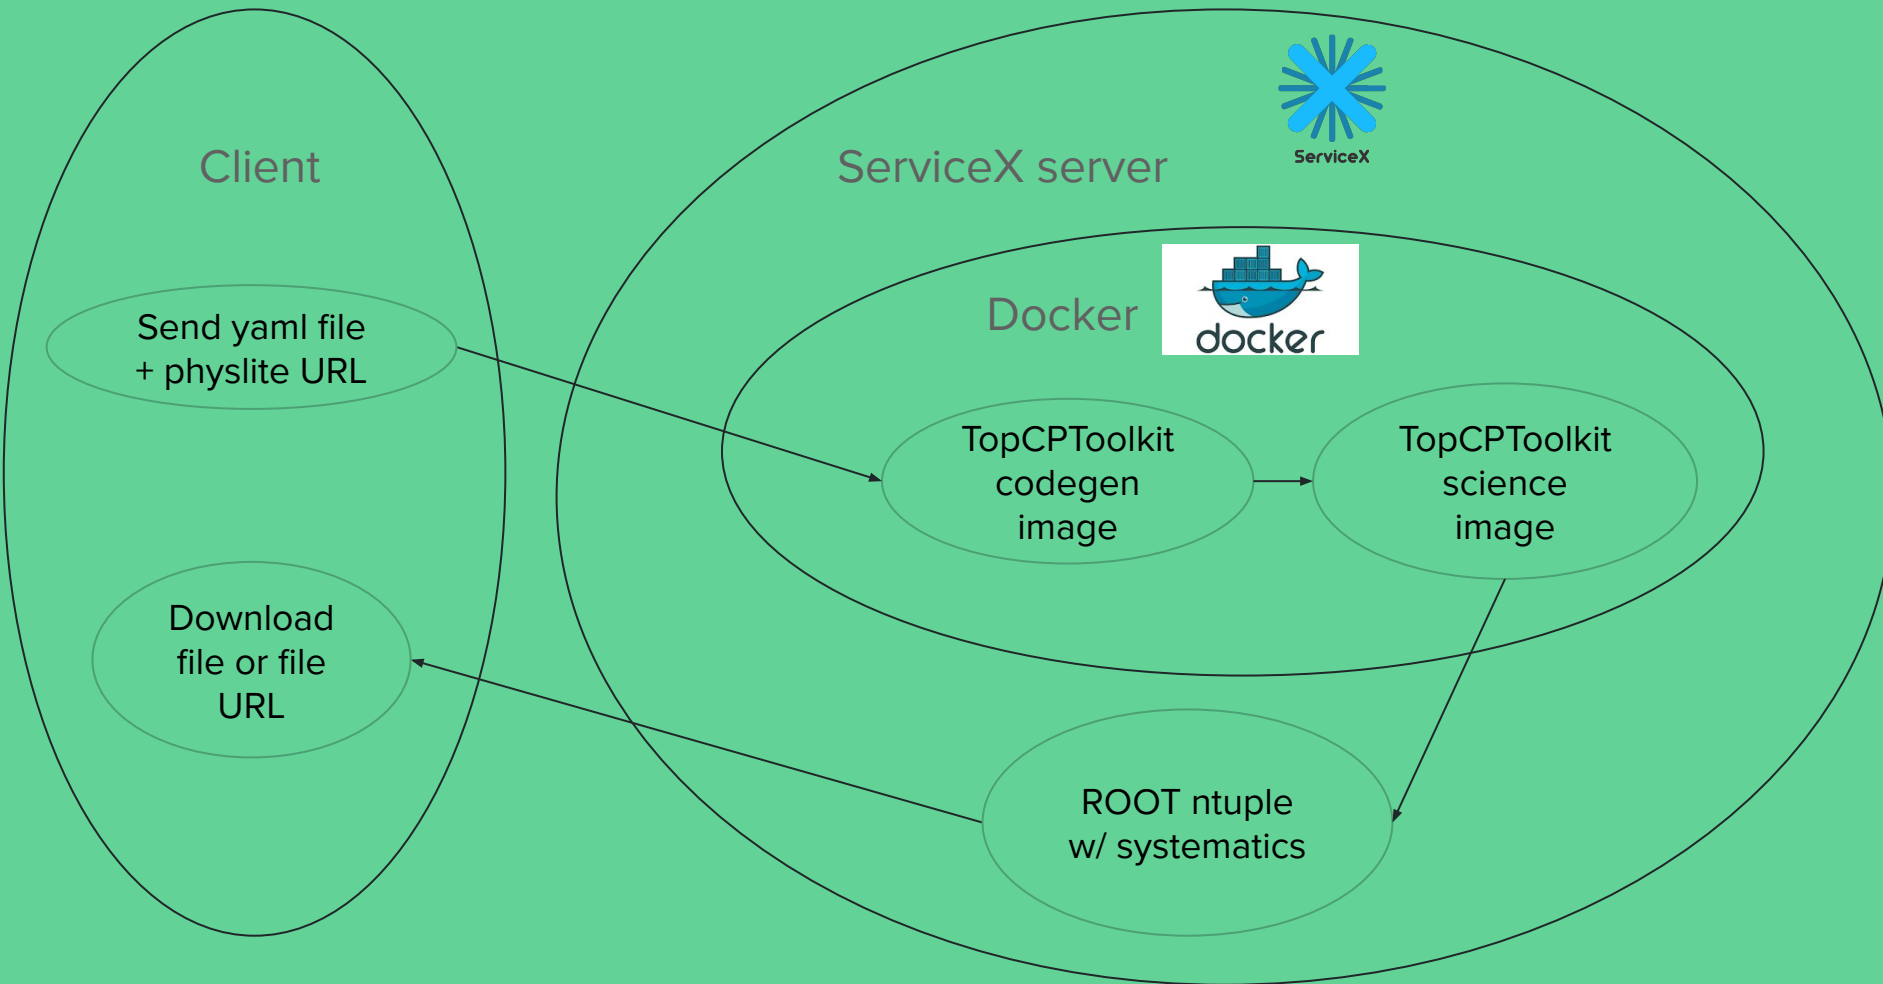 Client
Send yaml file
+ physlite URL
Download
file or file
URL
ServiceX server
ServiceX
Docker
docker
TopCPToolkit
codegen
image
TopCPToolkit
science
image
ROOT ntuple
w/ systematics